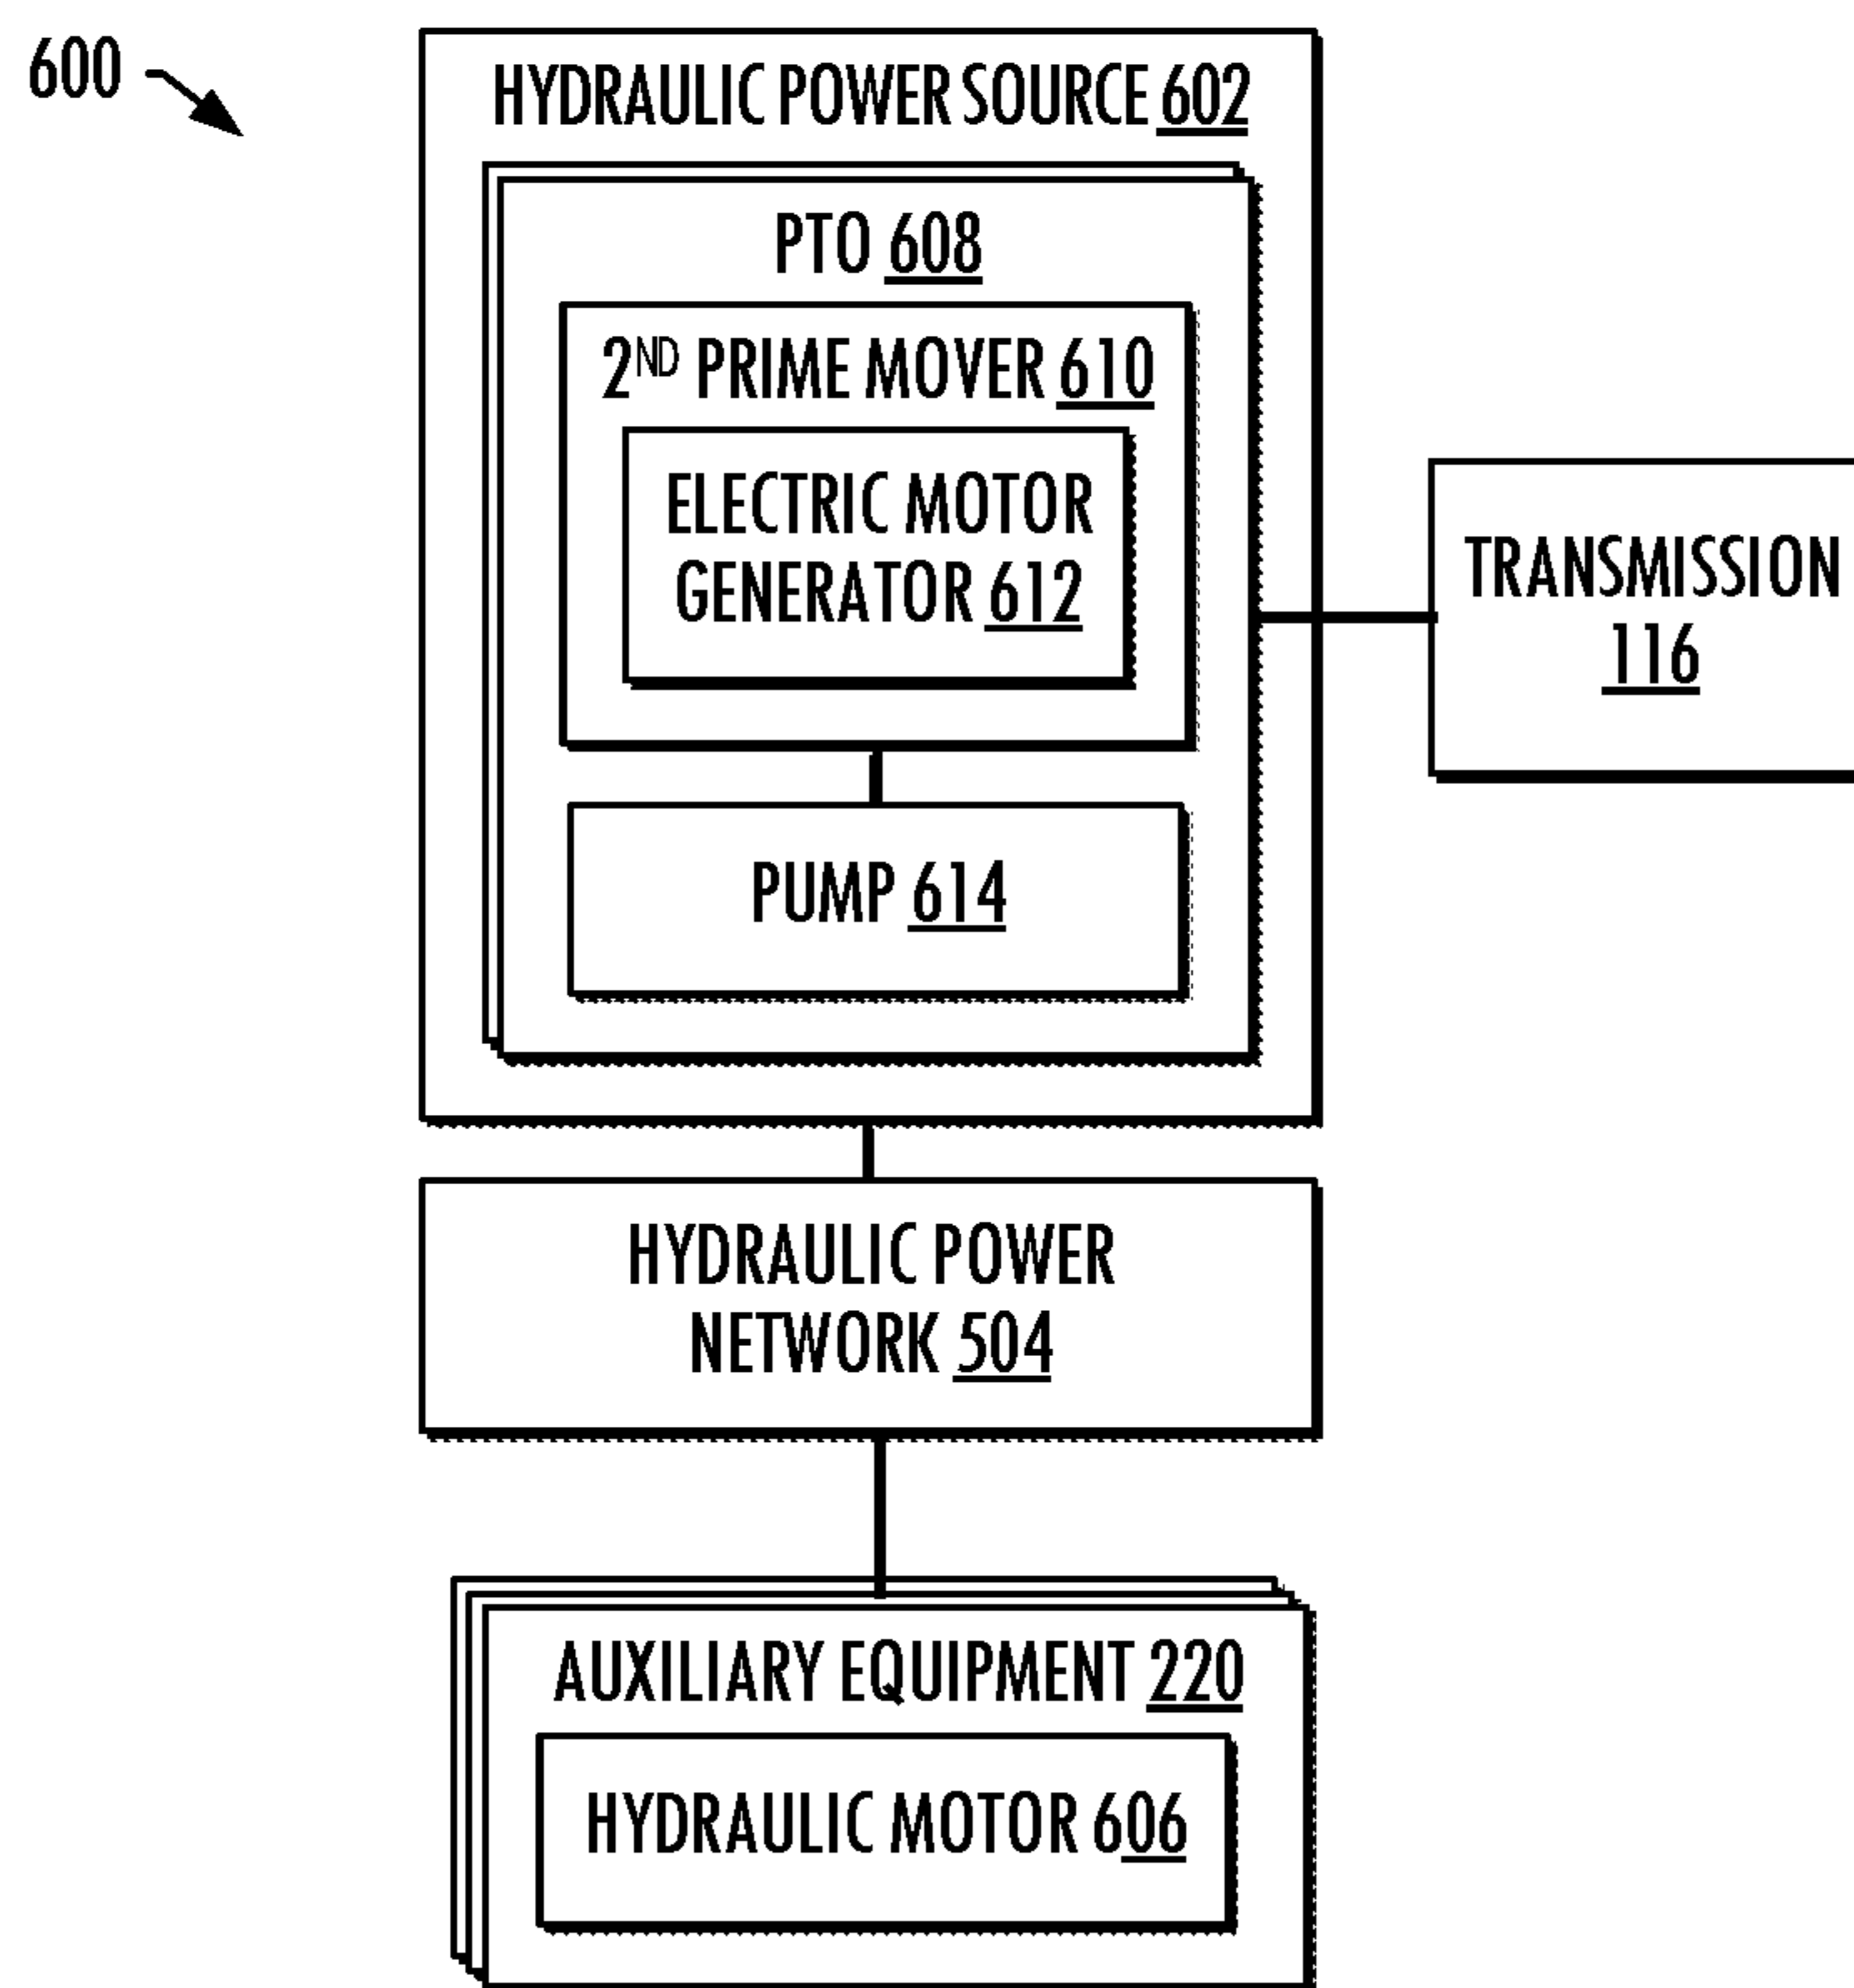 600
HYDRAULIC POWER SOURCE 602
PTO 608
2ND PRIME MOVER 610
ELECTRIC MOTOR
GENERATOR 612
TRANSMISSION
116
PUMP 614
HYDRAULIC POWER
NETWORK 504
AUXILIARY EQUIPMENT 220
HYDRAULIC MOTOR 606